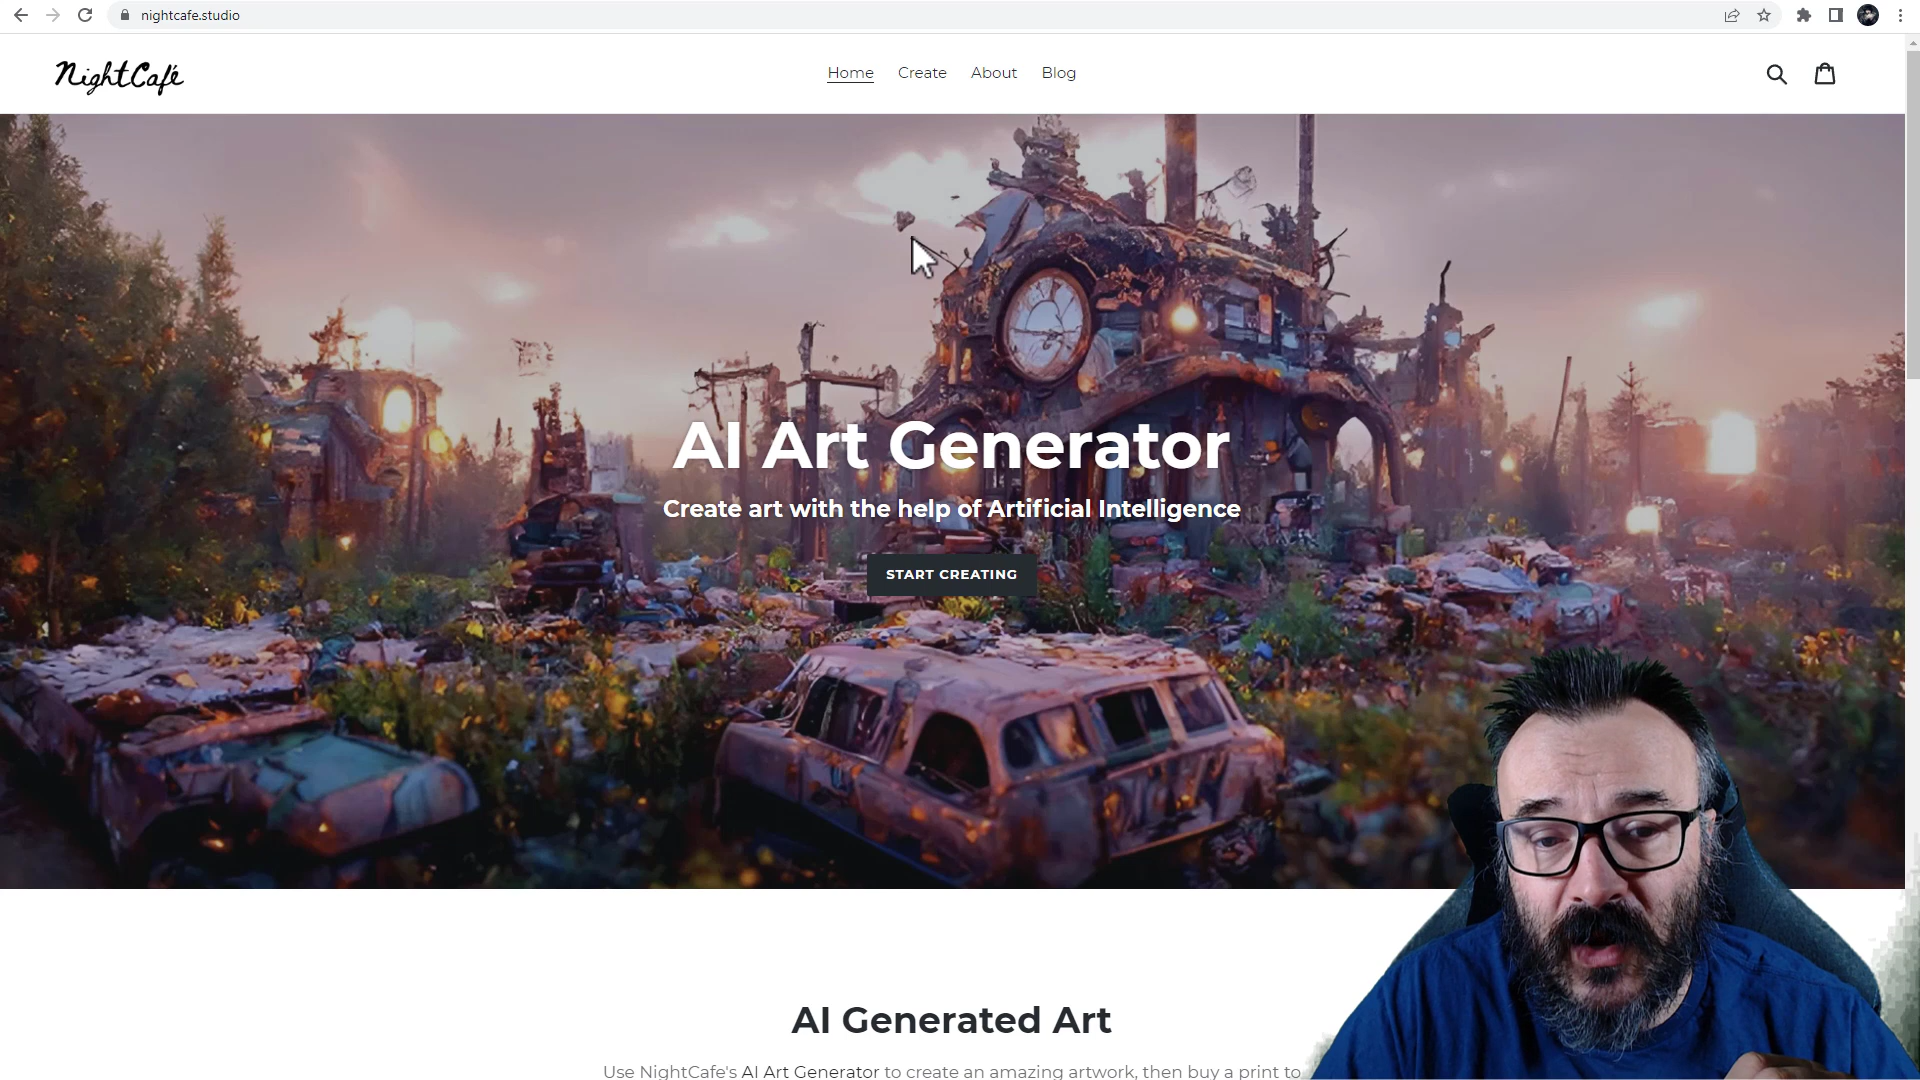 nightcafe.studio
NightCafé
Home Create About Blog
AI Art Generator
Create art with the help of Artificial Intelligence
START CREATING
AI Generated Art
Use NightCafe's AI Art Generator to create an amazing artwork, then buy a print to